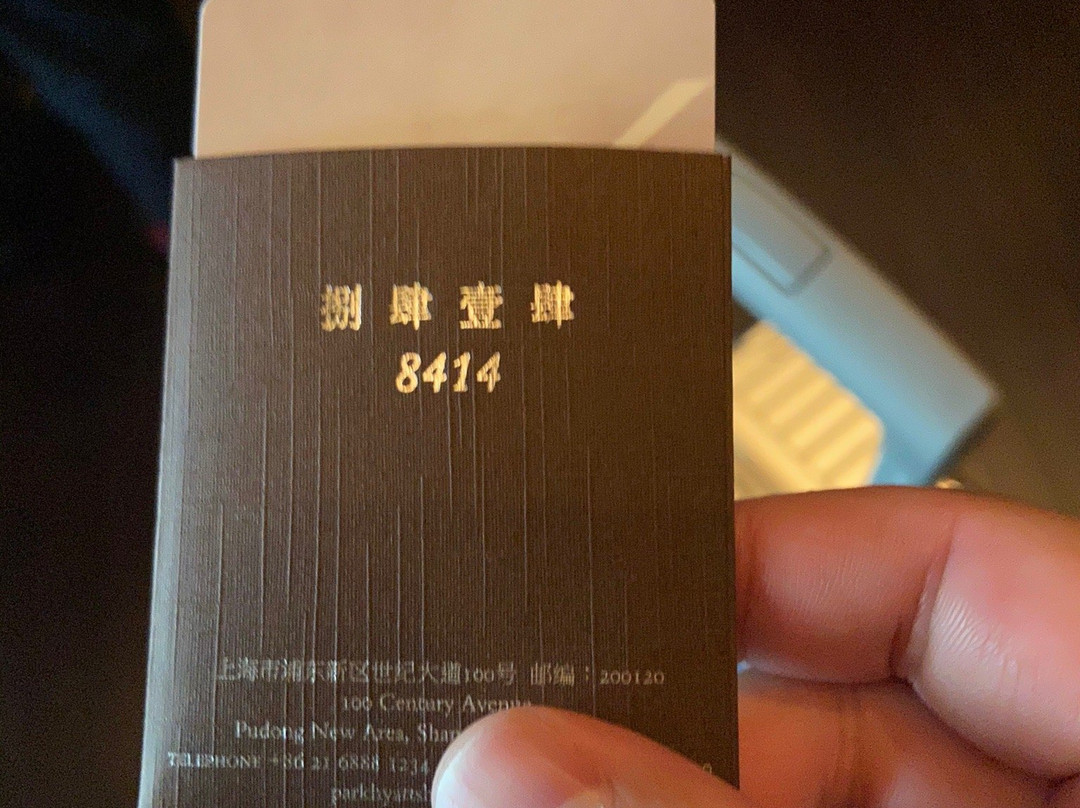 捌肆壹肆
8414
上海市浦东新区世纪大道100号 邮编：200120
100 Century Avenue
Pudong New Area,
TELEPHONE +86 21 6888 1234